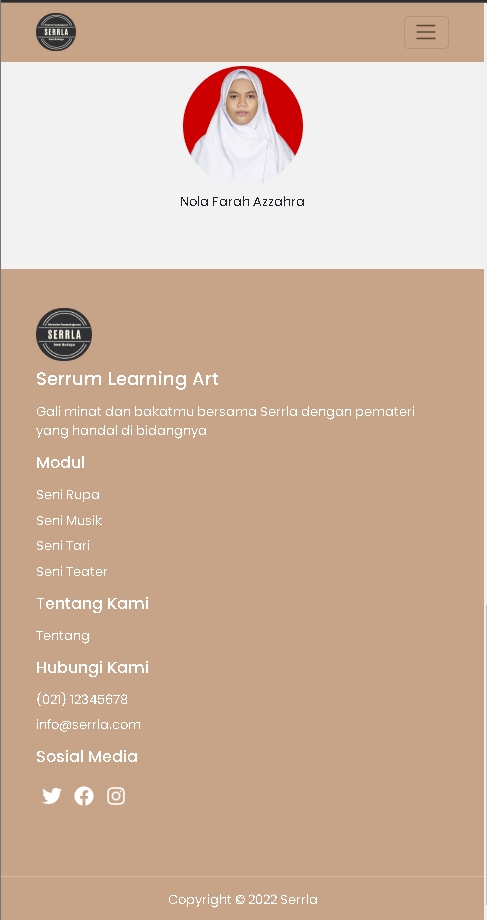 SERRLA
Nola Farah Azzahra
SERRLA
Seni Budaya
Serrum Learning Art
Gali minat dan bakatmu bersama Serrla dengan pemateri
yang handal di bidangnya
Modul
Seni Rupa
Seni Musik
Seni Tari
Seni Teater
Tentang Kami
Tentang
Hubungi Kami
(021) 12345678
info@serrla.com
Sosial Media
Copyright © 2022 Serrla